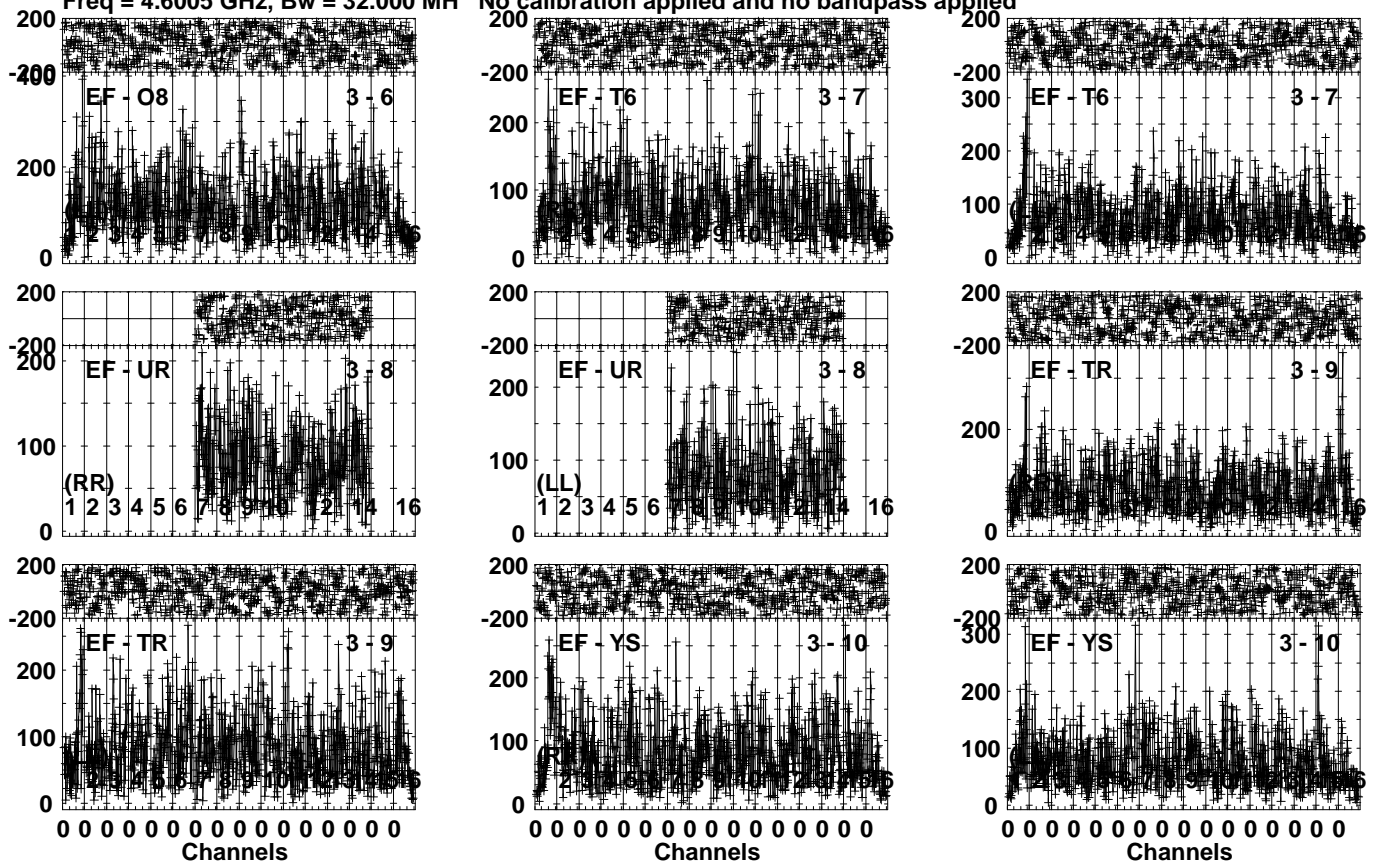 Freq = 4.6005 GHz, Bw = 32.000 MH No calibration applied and no bandpass applied
200 200 200
-200 -200 -200
400 EF - O8 3 - 6 EF - T6 3 - 7 EF - T6 3 - 7
300
200 200 200
100 100
0 0 0
200 200 200
-200 -200 -200
200 EF - UR 3 - 8 EF - UR 3 - 8 EF - TR 3 - 9
200 200
100 100
(RR) (LL)
1 2 3 4 5 6 7 8 9 10 12 14 16 1 2 3 4 5 6 7 8 9 10 12 14 16
0 0 0
200 200 200
-200 -200 -200
EF - TR 3 - 9 EF - YS 3 - 10 300 EF - YS 3 - 10
200 200 200
100 100 100
0 0 0
0 0 0 0 0 0 0 0 0 0 0 0 0 0 0 0 0 0 0 0 0 0 0 0 0 0 0 0 0 0 0 0 0 0 0 0 0 0 0 0 0 0 0 0 0 0 0 0
Channels Channels Channels